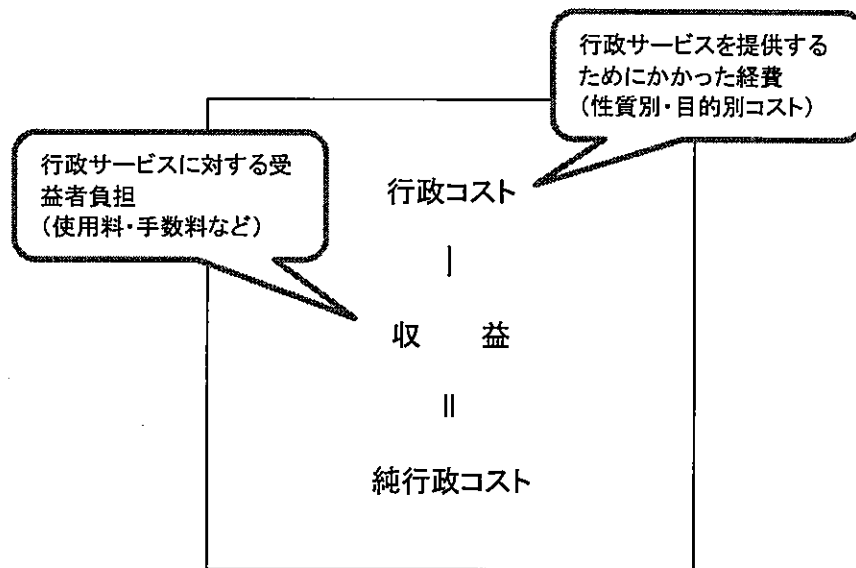 行政サービスを提供する
ためにかかった経費
(性質別・目的別コスト)
行政サービスに対する受
益者負担
(使用料・手数料など)
行政コスト
|
収　　益
||
純行政コスト